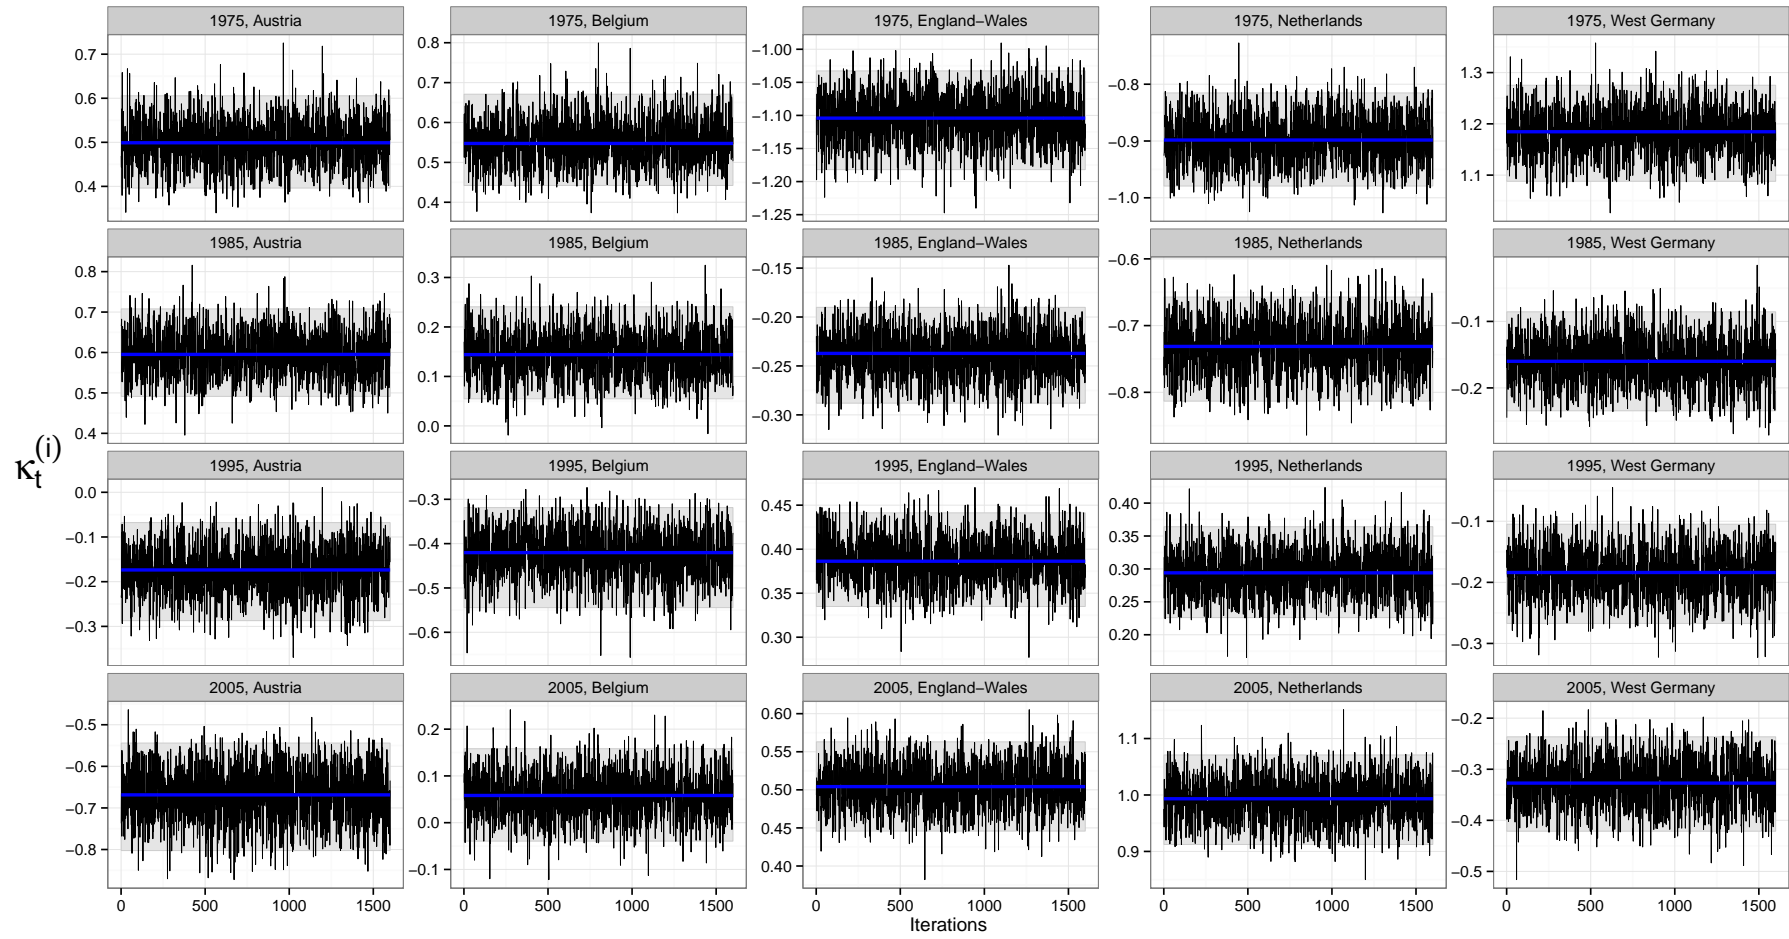 1975, Austria
1975, Belgium
1975, England−Wales
1975, Netherlands
1975, West Germany
0.7
0.6
0.5
0.4
0.8
0.7
0.6
0.5
0.4
−1.00
−1.05
−1.10
−1.15
−1.20
−1.25
−0.8
−0.9
−1.0
1.3
1.2
1.1
1985, Austria
1985, Belgium
1985, England−Wales
1985, Netherlands
1985, West Germany
0.8
0.7
0.6
0.5
0.4
0.3
0.2
0.1
0.0
−0.15
−0.20
−0.25
−0.30
−0.6
−0.7
−0.8
−0.1
−0.2
κt(i)
1995, Austria
1995, Belgium
1995, England−Wales
1995, Netherlands
1995, West Germany
0.0
−0.1
−0.2
−0.3
−0.3
−0.4
−0.5
−0.6
0.45
0.40
0.35
0.30
0.40
0.35
0.30
0.25
0.20
−0.1
−0.2
−0.3
2005, Austria
2005, Belgium
2005, England−Wales
2005, Netherlands
2005, West Germany
−0.5
−0.6
−0.7
−0.8
0.2
0.1
0.0
−0.1
0.60
0.55
0.50
0.45
0.40
1.1
1.0
0.9
−0.2
−0.3
−0.4
−0.5
0 500 1000 1500
0 500 1000 1500
0 500 1000 1500
0 500 1000 1500
0 500 1000 1500
Iterations